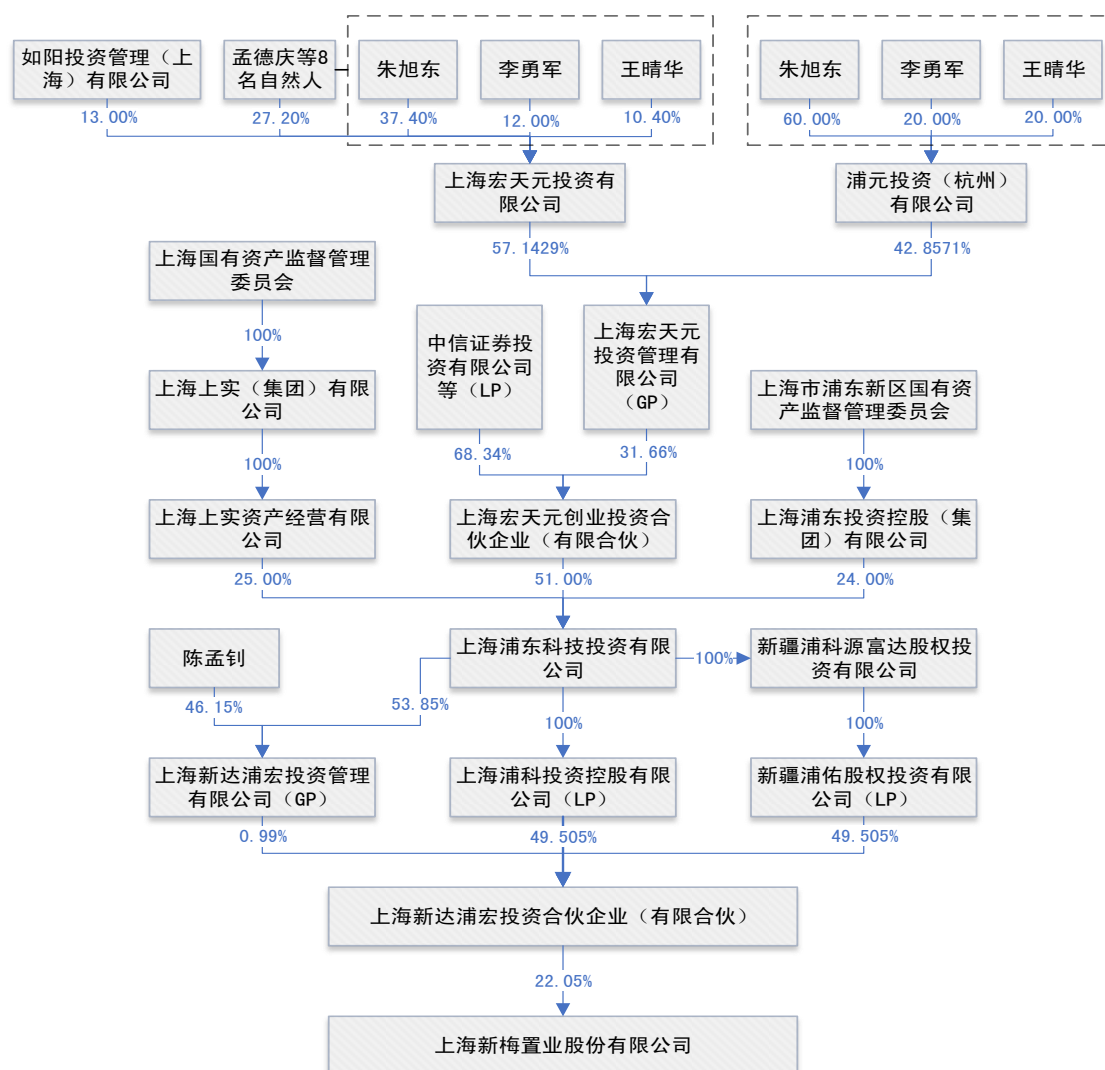 如阳投资管理（上
海）有限公司
孟德庆等8
名自然人
朱旭东
李勇军
王晴华
朱旭东
李勇军
王晴华
13.00%
27.20%
37.40%
12.00%
10.40%
60.00%
20.00%
20.00%
上海宏天元投资有
限公司
浦元投资（杭州）
有限公司
57.1429%
42.8571%
上海国有资产监督管理
委员会
100%
中信证券投
资有限公司
等（LP）
上海宏天元
投资管理有
限公司
（GP）
上海上实（集团）有限
公司
上海市浦东新区国有资
产监督管理委员会
68.34%
31.66%
100%
100%
上海上实资产经营有限
公司
上海宏天元创业投资合
伙企业（有限合伙）
上海浦东投资控股（集
团）有限公司
25.00%
51.00%
24.00%
陈孟钊
上海浦东科技投资有限
公司
100%
新疆浦科源富达股权投
资有限公司
46.15%
53.85%
100%
100%
上海新达浦宏投资管理
有限公司（GP）
上海浦科投资控股有限
公司（LP）
新疆浦佑股权投资有限
公司（LP）
0.99%
49.505%
49.505%
上海新达浦宏投资合伙企业（有限合伙）
22.05%
上海新梅置业股份有限公司